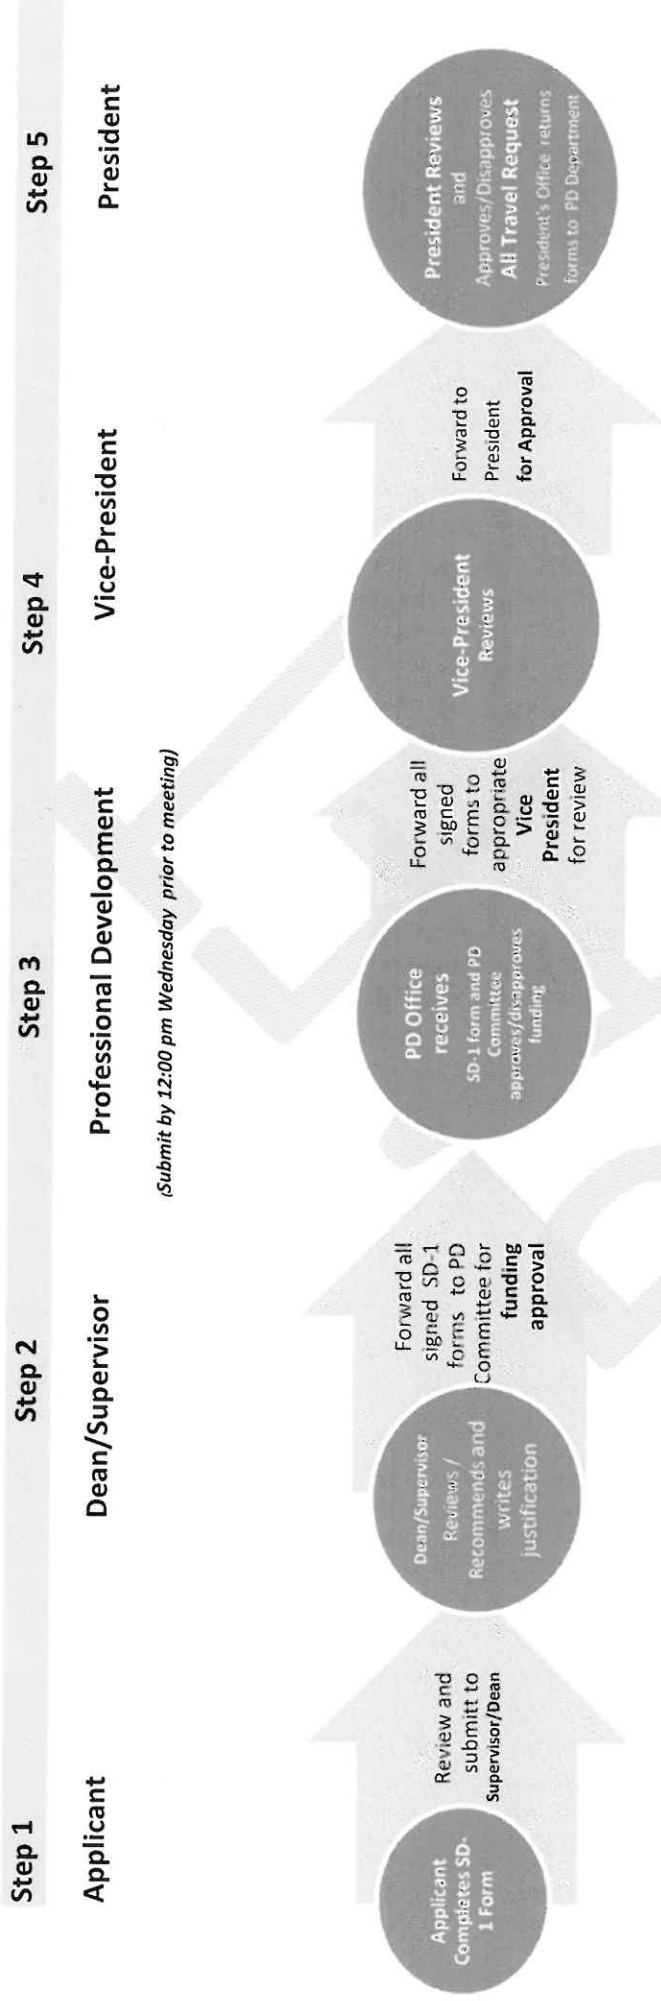 Step 1
Step 2
Step 3
Step 4
Step 5
Applicant
Dean/Supervisor
Professional Development
Vice-President
President
(Submit by 12:00 pm Wednesday prior to meeting)
Applicant
Completes SD-
1 Form
Review and
submitt to
Supervisor/Dean
Dean/Supervisor
Reviews /
Recommends and
writes
justification
Forward all
signed SD-1
forms to PD
Committee for
funding
approval
PD Office
receives
SD-1 form and PD
Committee
approves/disapproves
funding
Forward all
signed
forms to
appropriate
Vice
President
for review
Vice-President
Reviews
Forward to
President
for Approval
President Reviews
and
Approves/Disapproves
All Travel Request
President's Office returns
forms to PD Department